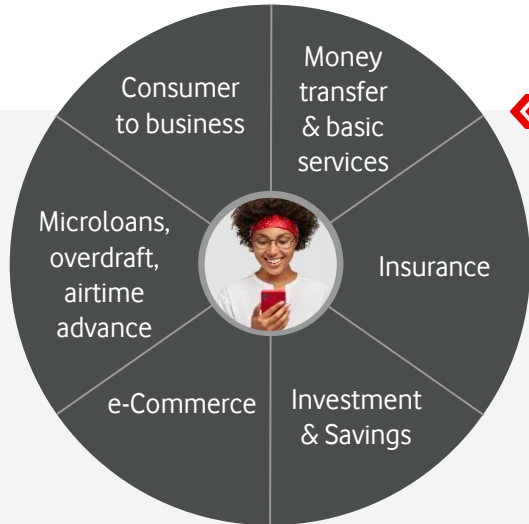 Money
transfer
& basic
services
Insurance
Investment
& Savings
e-Commerce
Microloans,
overdraft,
airtime
advance
Consumer
to business